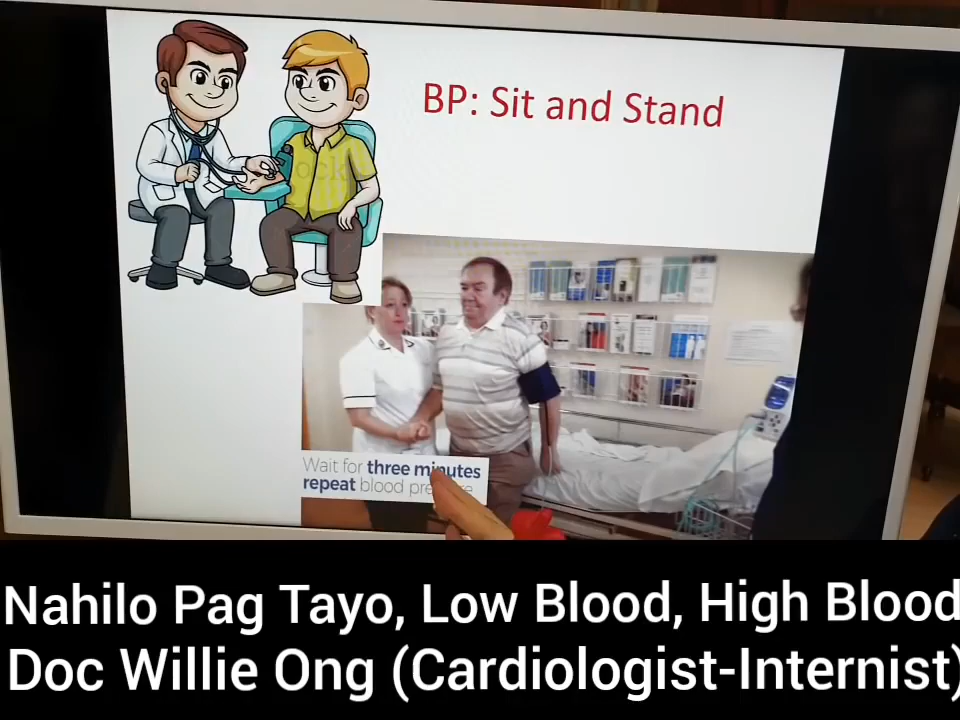 BP: Sit and Stand
ock
Wait for three minutes
repeat blood
Nahilo Pag Tayo, Low Blood, High Blood
Doc Willie Ong (Cardiologist-Internist)